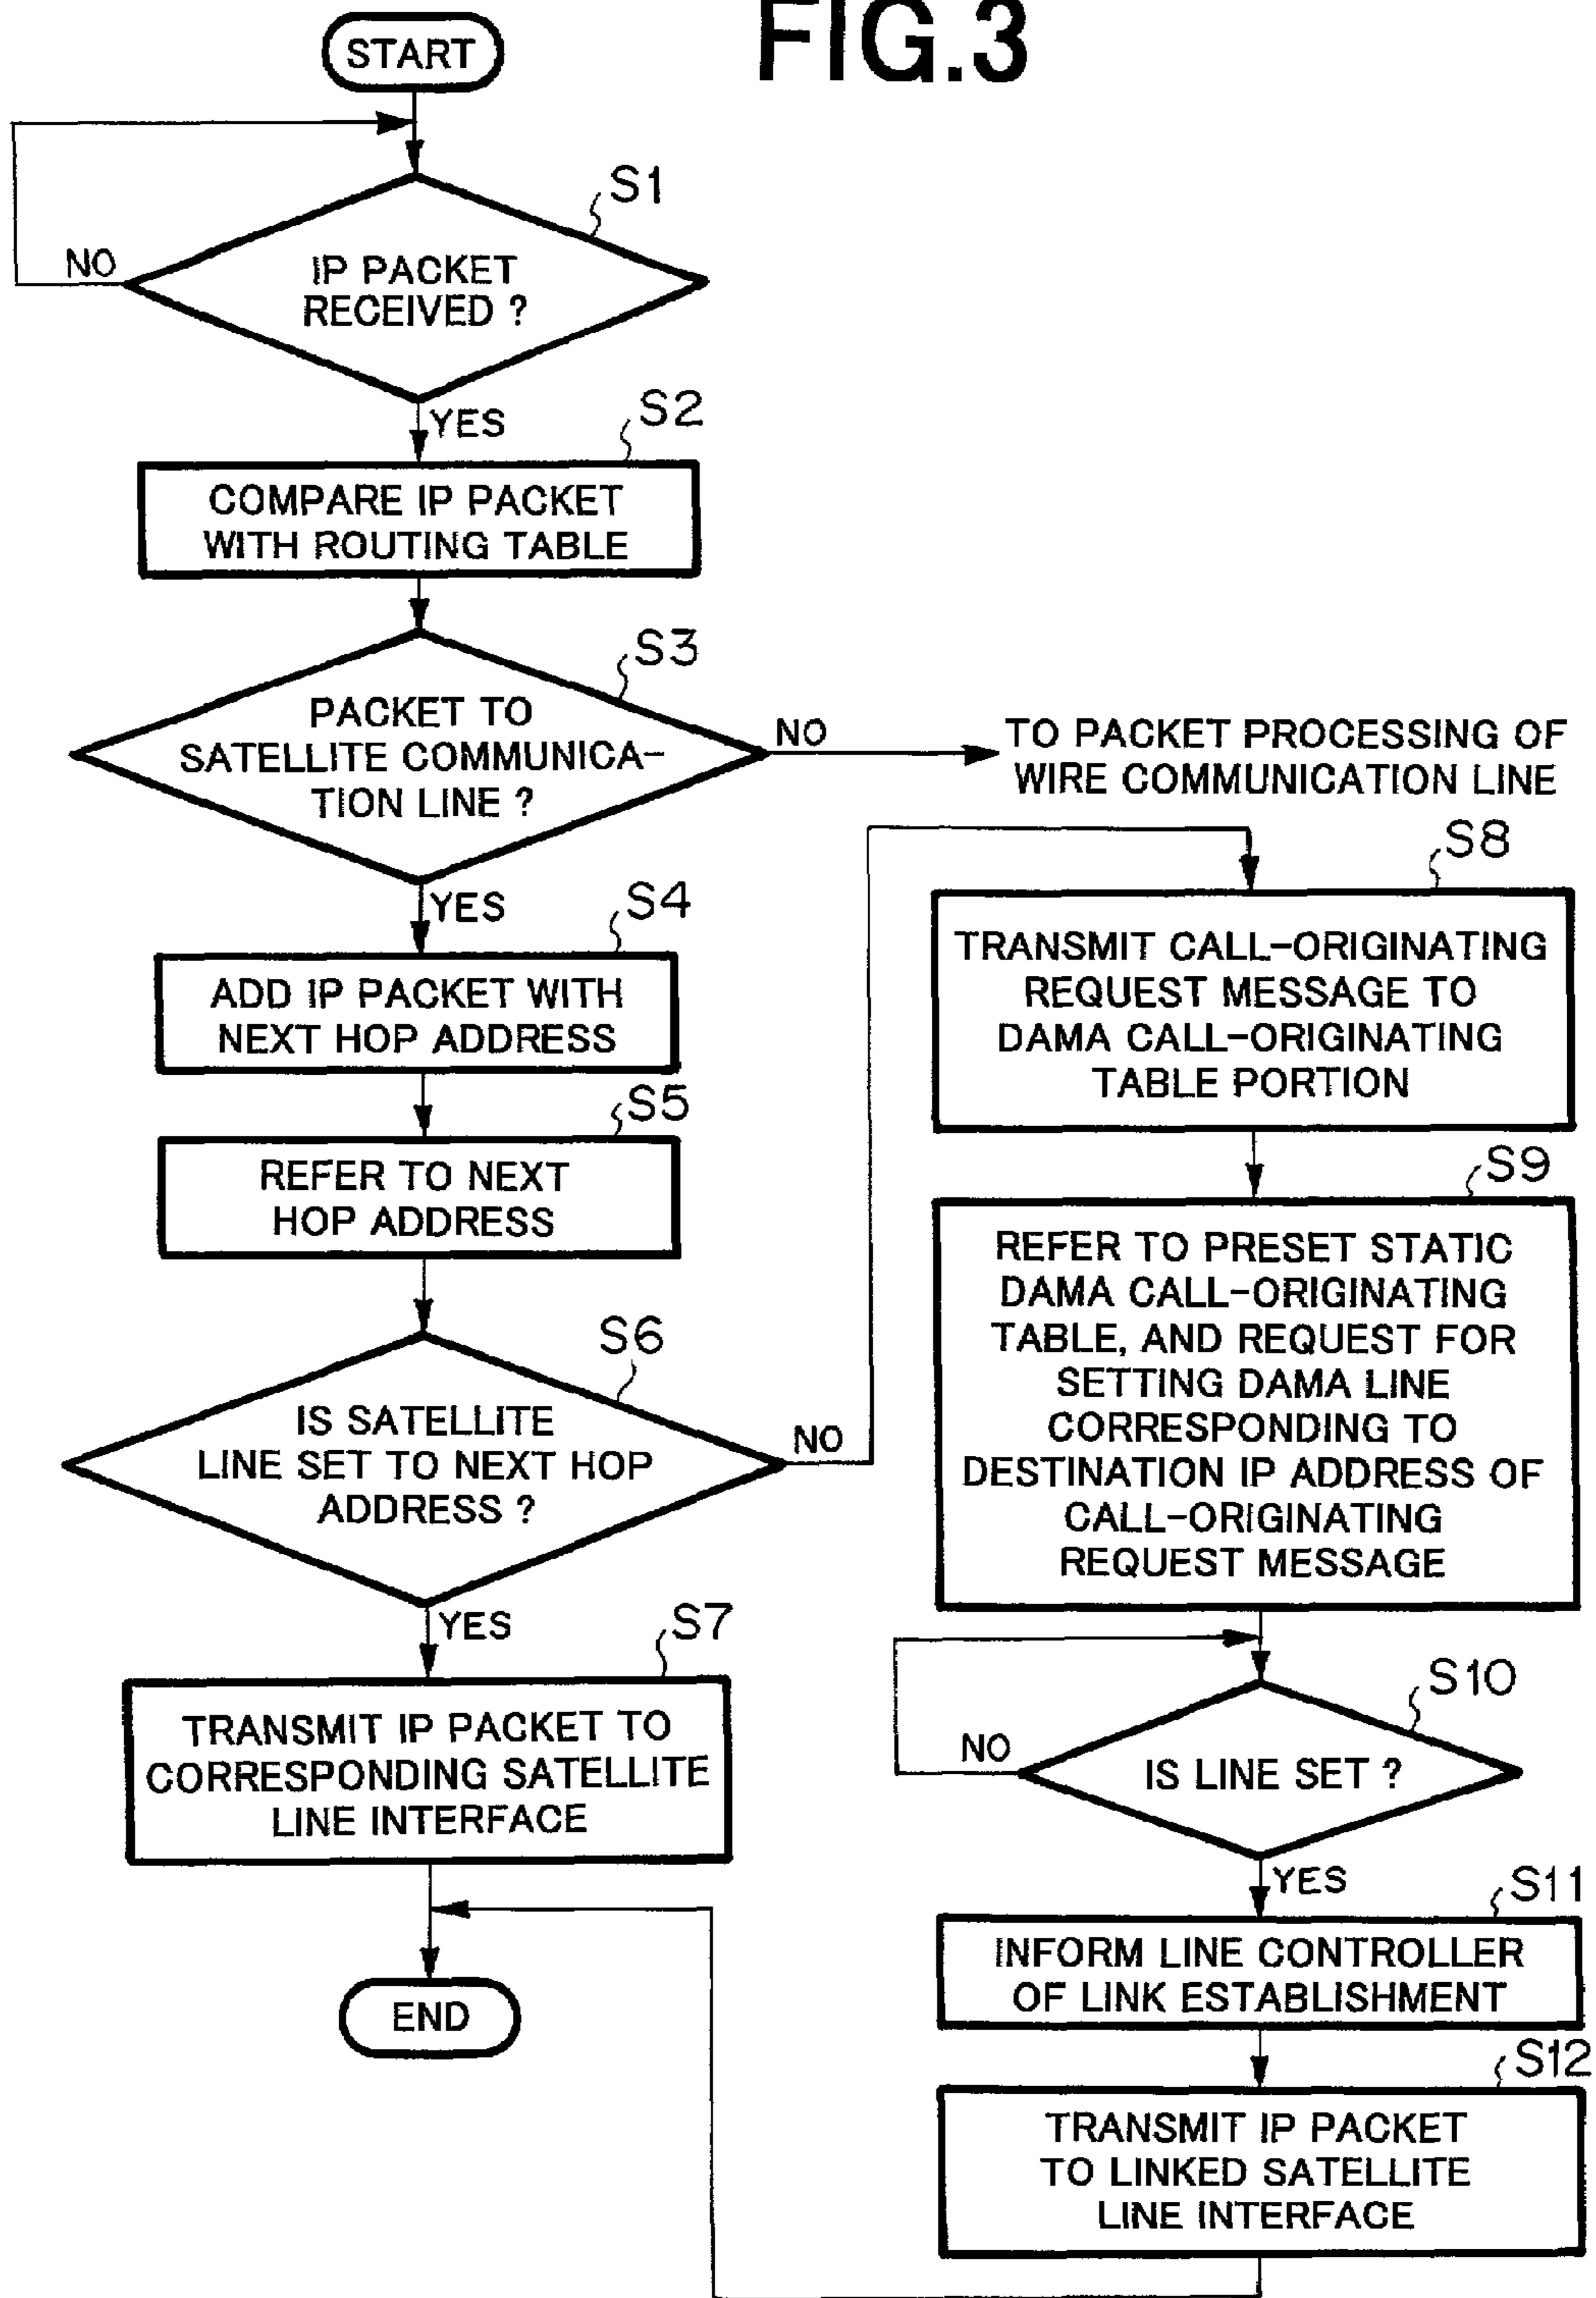 FIG.3
START
S1
NO
IP PACKET
RECEIVED ?
YES
S2
COMPARE IP PACKET
WITH ROUTING TABLE
S3
PACKET TO
SATELLITE COMMUNICA-
TION LINE ?
NO
TO PACKET PROCESSING OF
WIRE COMMUNICATION LINE
YES
S4
ADD IP PACKET WITH
NEXT HOP ADDRESS
S5
REFER TO NEXT
HOP ADDRESS
S6
IS SATELLITE
LINE SET TO NEXT HOP
ADDRESS ?
NO
YES
S7
TRANSMIT IP PACKET TO
CORRESPONDING SATELLITE
LINE INTERFACE
END
S8
TRANSMIT CALL-ORIGINATING
REQUEST MESSAGE TO
DAMA CALL-ORIGINATING
TABLE PORTION
S9
REFER TO PRESET STATIC
DAMA CALL-ORIGINATING
TABLE, AND REQUEST FOR
SETTING DAMA LINE
CORRESPONDING TO
DESTINATION IP ADDRESS OF
CALL-ORIGINATING
REQUEST MESSAGE
S10
NO
IS LINE SET ?
YES
S11
INFORM LINE CONTROLLER
OF LINK ESTABLISHMENT
S12
TRANSMIT IP PACKET
TO LINKED SATELLITE
LINE INTERFACE